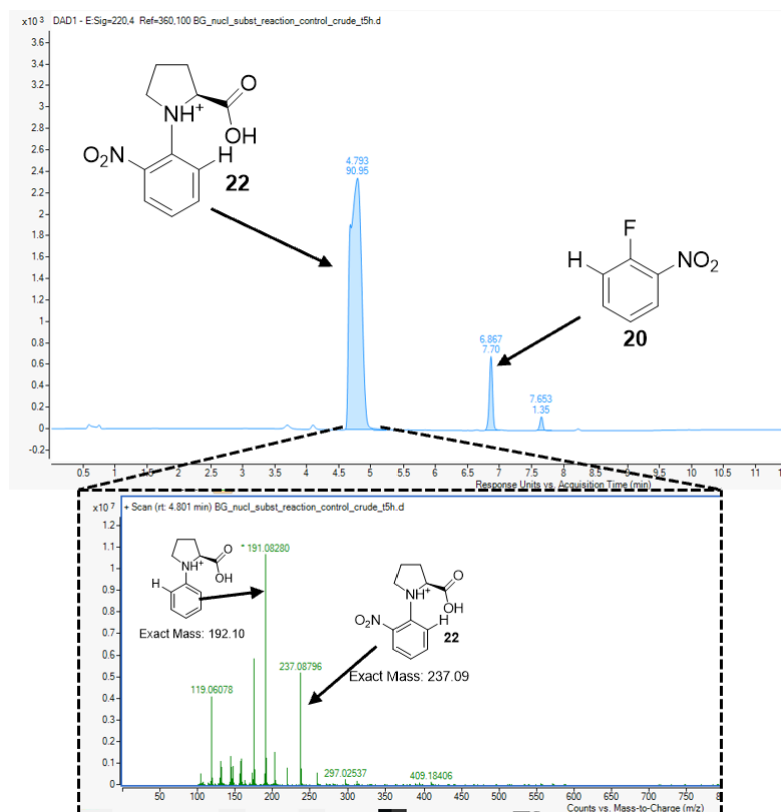 x10 3 DAD1 - E:Sig=220,4 Ref=360,100 BG_nucl_subst_reaction_control_crude_t5h.d
3.6
3.4
3.2
3
2.8
2.6
2.4
2.2
2
1.8
1.6
1.4
1.2
1
0.8
0.6
0.4
0.2
0
-0.2
O
NH+
OH
O2N
H
22
4.793
90.95
F
H
NO2
20
6.867
7.70
7.653
1.35
0.5 1 1.5 2 2.5 3 3.5 4 4.5 5 5.5 6 6.5 7 7.5 8 8.5 9 9.5 10 10.5 11
Response Units vs. Acquisition Time (min)
x10 7 + Scan (rt: 4.801 min) BG_nucl_subst_reaction_control_crude_t5h.d
1.2
1.1
1
0.9
0.8
0.7
0.6
0.5
0.4
0.3
0.2
0.1
0
* 191.08280
O
NH+
OH
H
Exact Mass: 192.10
O
NH+
OH
O2N
H
22
Exact Mass: 237.09
237.08796
119.06078
297.02537
409.18406
50 100 150 200 250 300 350 400 450 500 550 600 650 700 750
Counts vs. Mass-to-Charge (m/z)